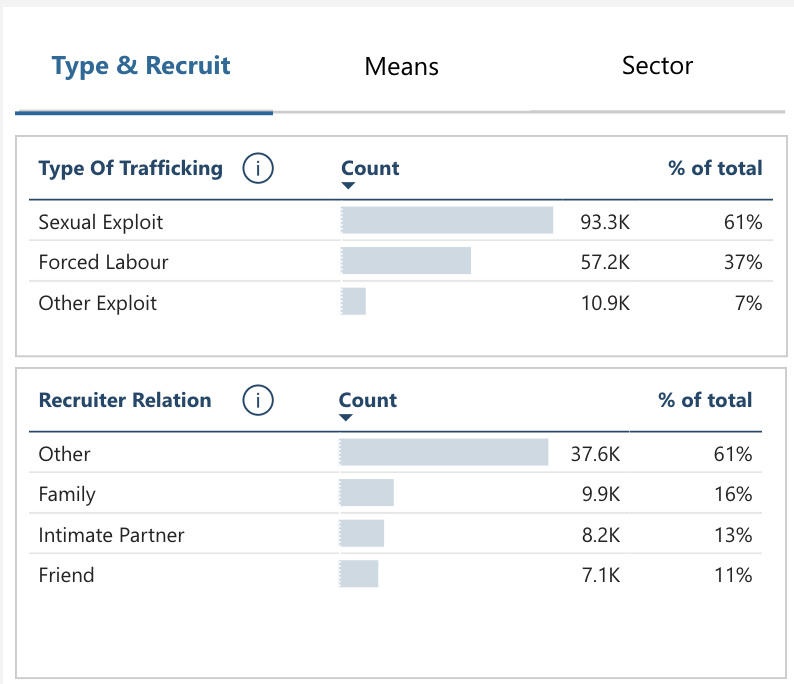 Type & Recruit Means Sector
Type Of Trafficking i Count % of total
Sexual Exploit 93.3K 61%
Forced Labour 57.2K 37%
Other Exploit 10.9K 7%
Recruiter Relation i Count % of total
Other 37.6K 61%
Family 9.9K 16%
Intimate Partner 8.2K 13%
Friend 7.1K 11%